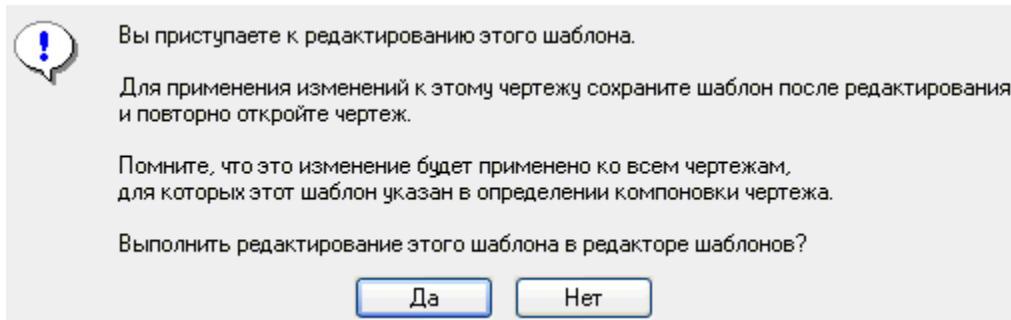 Вы приступаете к редактированию этого шаблона.
Для применения изменений к этому чертежу сохраните шаблон после редактирования
и повторно откройте чертеж.
Помните, что это изменение будет применено ко всем чертежам,
для которых этот шаблон указан в определении компоновки чертежа.
Выполнить редактирование этого шаблона в редакторе шаблонов?
Да Нет